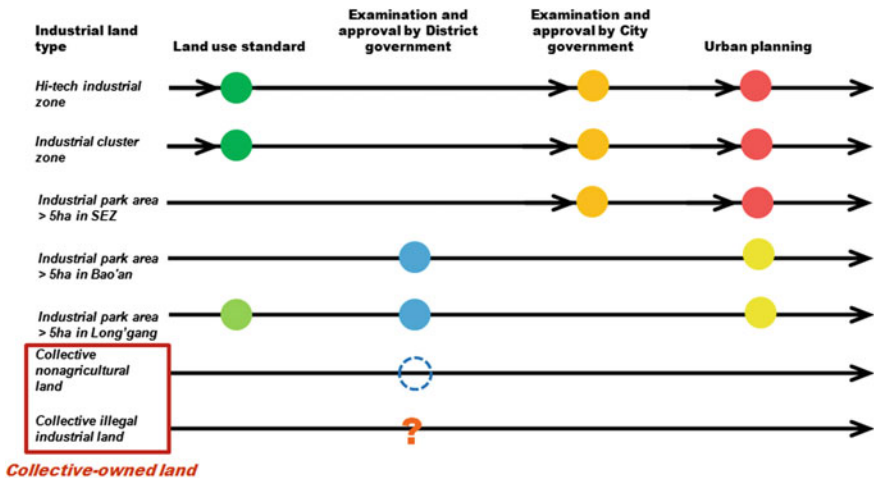 Industrial land
type
Land use standard
Examination and
approval by District
government
Examination and
approval by City
government
Urban planning
Hi-tech industrial
zone
Industrial cluster
zone
Industrial park area
> 5ha in SEZ
Industrial park area
> 5ha in Bao'an
Industrial park area
> 5ha in Long'gang
Collective
nonagricultural
land
Collective illegal
industrial land
?
Collective-owned land